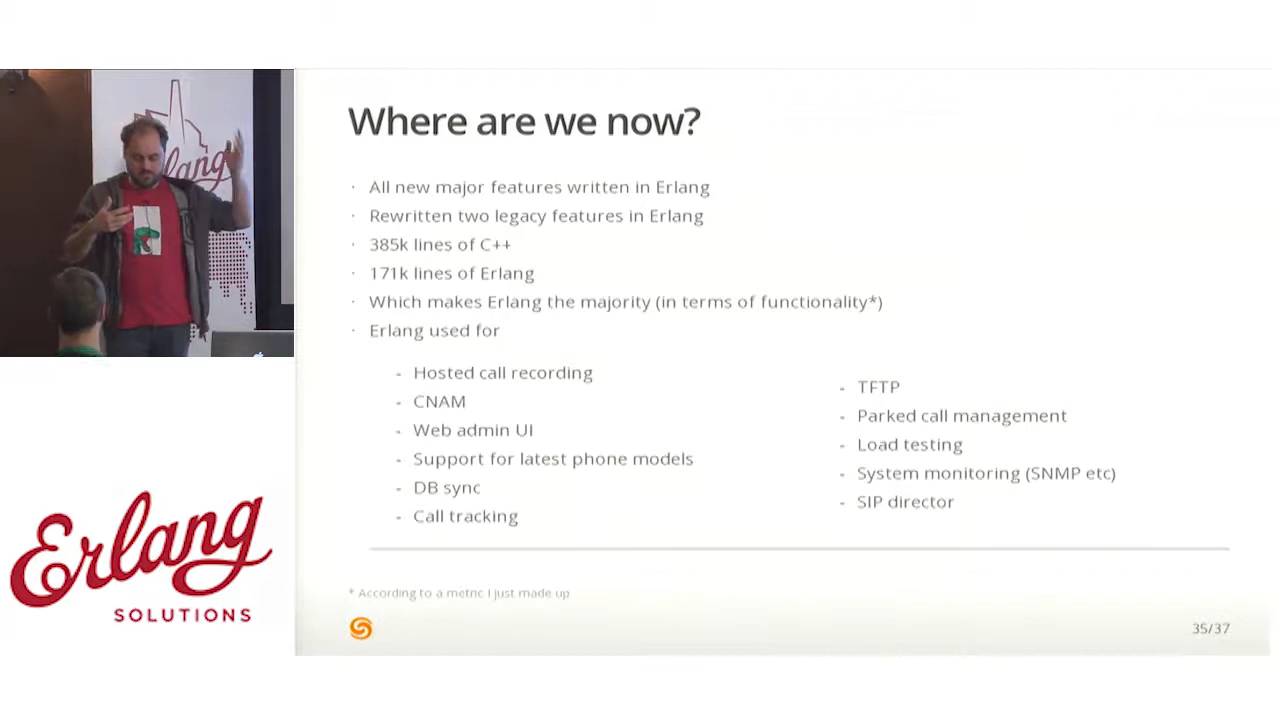 Where are we now?
· All new major features written in Erlang
· Rewritten two legacy features in Erlang
· 385k lines of C++
· 171k lines of Erlang
· Which makes Erlang the majority (in terms of functionality*)
· Erlang used for
- Hosted call recording
- CNAM
- Web admin UI
- Support for latest phone models
- DB sync
- Call tracking
- TFTP
- Parked call management
- Load testing
- System monitoring (SNMP etc)
- SIP director
* According to a metric I just made up
35/37
Erlang
SOLUTIONS